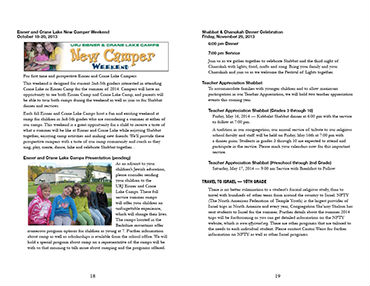 Eisner and Crane Lake New Camper Weekend
October 18-20, 2013
URJ EISNER & CRANE LAKE CAMPS
New Camper
WEEKEND
For first time and prospective Eisner and Crane Lake Campers
This weekend is designed for current 2nd-5th graders interested in attending
Crane Lake or Eisner Camp for the summer of 2014. Campers will have an
opportunity to see both Eisner Camp and Crane Lake Camp, and parents will
be able to tour both camps during the weekend as well as join us for Shabbat
dinner and services.
Each fall Eisner and Crane Lake Camps host a fun and exciting weekend at
camp for children in 2nd-5th grades who are considering a summer at either of
our camps. This weekend is a great opportunity for a child to receive a taste of
what a summer will be like at Eisner and Crane Lake while enjoying Shabbat
together, enjoying camp activities and making new friends. We'll provide these
prospective campers with a taste of our camp community and ruach as they
sing, play, create, dance, hike and celebrate Shabbat together.
Eisner and Crane Lake Camps Presentation (pending)
As an adjunct to your
children's Jewish education,
please consider sending
your children to the
URJ Eisner and Crane
Lake Camps. These full
service summer camps
will offer your children an
unforgettable experience,
which will change their lives.
The camps located in the
Berkshire mountains offer
numerous program options for children as young as 7. Further information
about camp as well as scholarships is available from the school office. We will
hold a special program about camp on a representative of the camps will be
with us that morning to talk more about camping and the programs offered.
18
Shabbat & Chanukah Dinner Celebration
Friday, November 29, 2013
6:00 pm Dinner
7:00 pm Service
Join us as we gather together to celebrate Shabbat and the third night of
Chanukah with lights, food, crafts and song. Bring your family and your
Chanukiah and join us as we welcome the Festival of Lights together.
Teacher Appreciation Shabbat
To accommodate families with younger children and to allow maximum
participation at our Teacher Appreciation, we will hold two teacher appreciation
events this coming year.
Teacher Appreciation Shabbat (Grades 3 through 10)
Friday, May 16, 2014 — Kabbalat Shabbat dinner at 6:00 pm with the service
to follow at 7:00 pm.
A tradition at our congregation, our annual service of tribute to our religious
school faculty and staff will be held on Friday, May 16th at 7:00 pm with
a dinner prior. Students in grades 3 through 10 are expected to attend and
participate in the service. Please mark your calendars now for this important
service.
Teacher Appreciation Shabbat (Preschool through 2nd Grade)
Saturday, May 17, 2014 — 9:00 am Service with Breakfast to Follow
TRAVEL TO ISRAEL — 10TH GRADE
There is no better culmination to a student's formal religious study, than to
travel with hundreds of other teens from around the country to Israel. NFTY
(The North American Federation of Temple Youth) is the largest provider of
Israel trips in North America and every year, Congregation
has
sent students to Israel for the summer. Further details about the summer 2014
trips will be forthcoming or you can get detailed information on the NFTY
website, which is www.nftyisrael.org. There are other programs that are tailored
to the needs to each individual student. Please contact
for further
information on NFTY as well as other Israel programs.
19